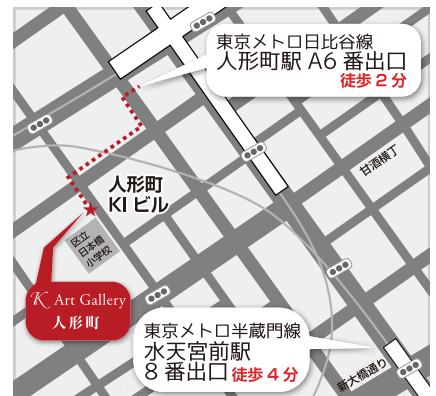 東京メトロ日比谷線
人形町駅 A6 番出口
徒歩 2 分
甘酒横丁
人形町
KI ビル
区立
日本橋
小学校
K Art Gallery
人形町
東京メトロ半蔵門線
水天宮前駅
8 番出口 徒歩 4 分
新大橋通り